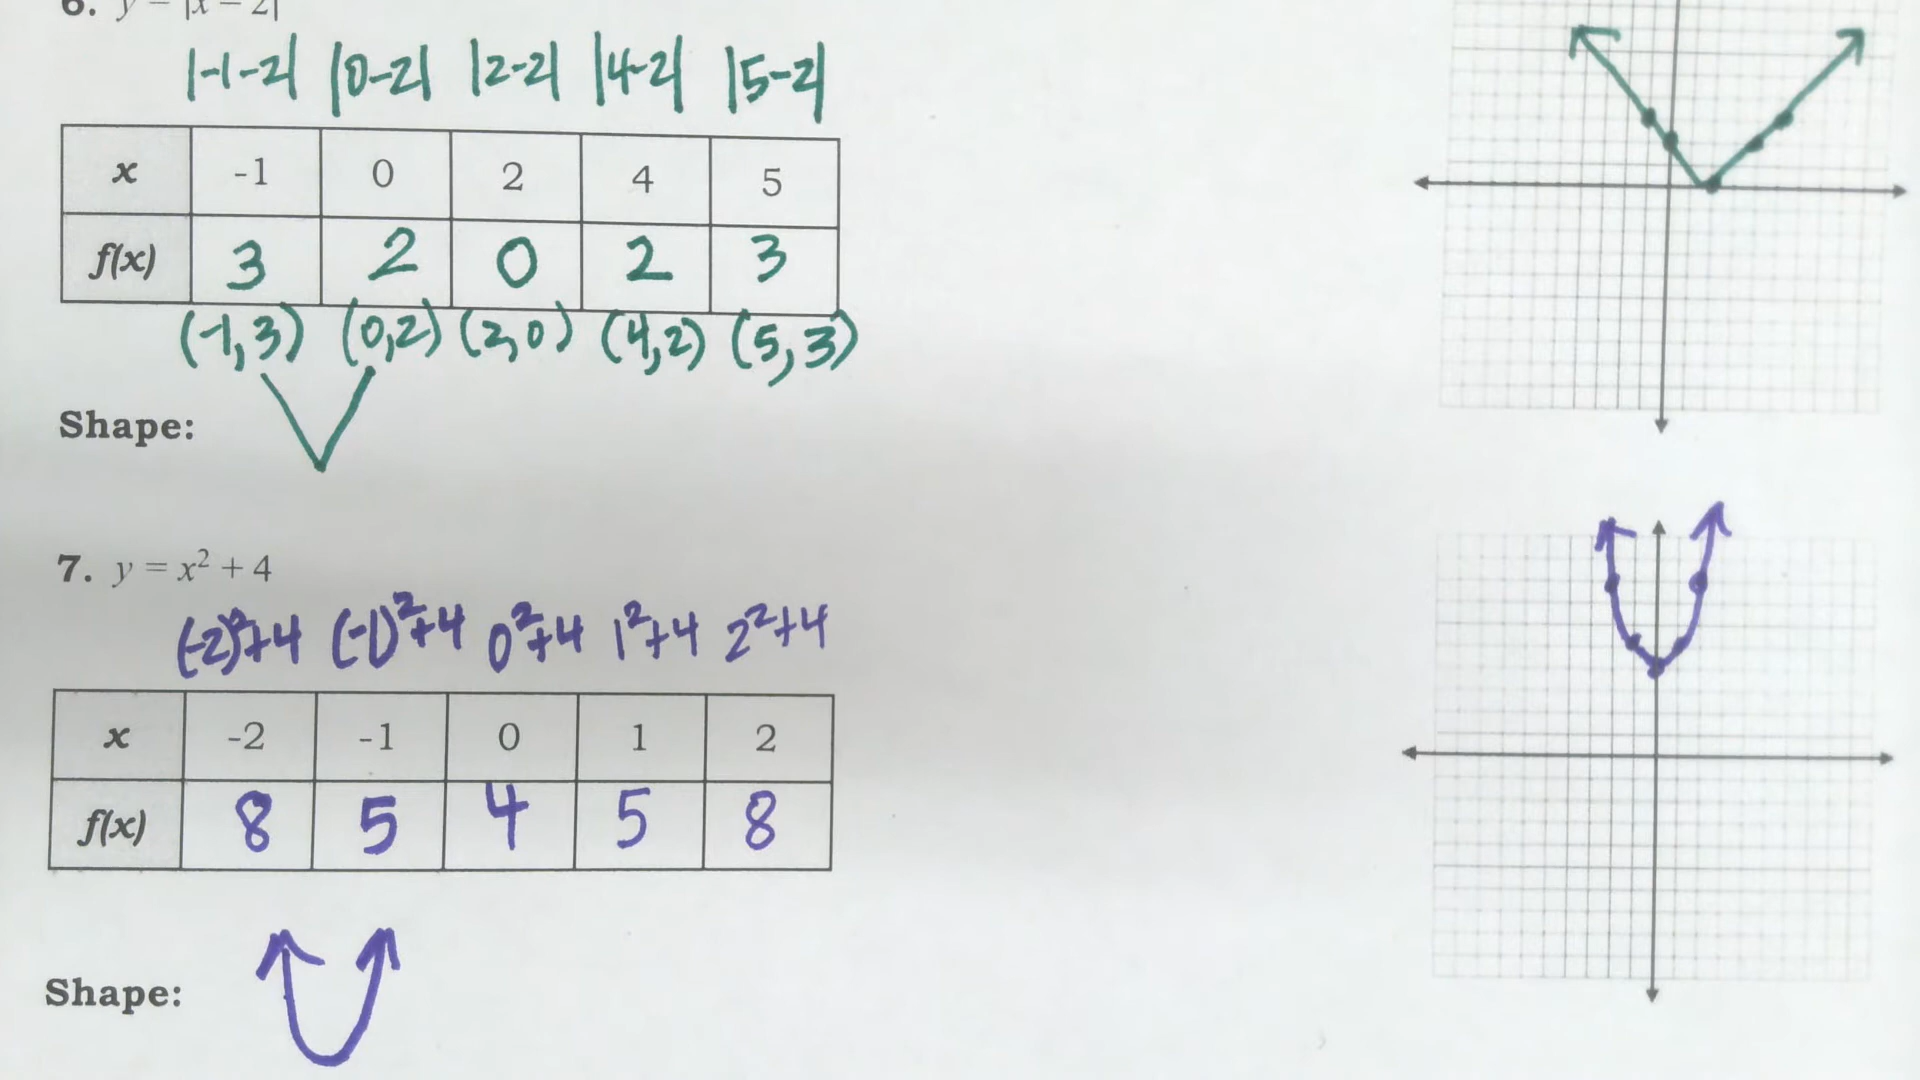 6. y = |x - 2|
|-1-2| |0-2| |2-2| |4-2| |5-2|
x -1 0 2 4 5
f(x) 3 2 0 2 3
(-1,3) (0,2) (2,0) (4,2) (5,3)
Shape:
7. y = x² + 4
(-2)²+4 (-1)²+4 0²+4 1²+4 2²+4
x -2 -1 0 1 2
f(x) 8 5 4 5 8
Shape: